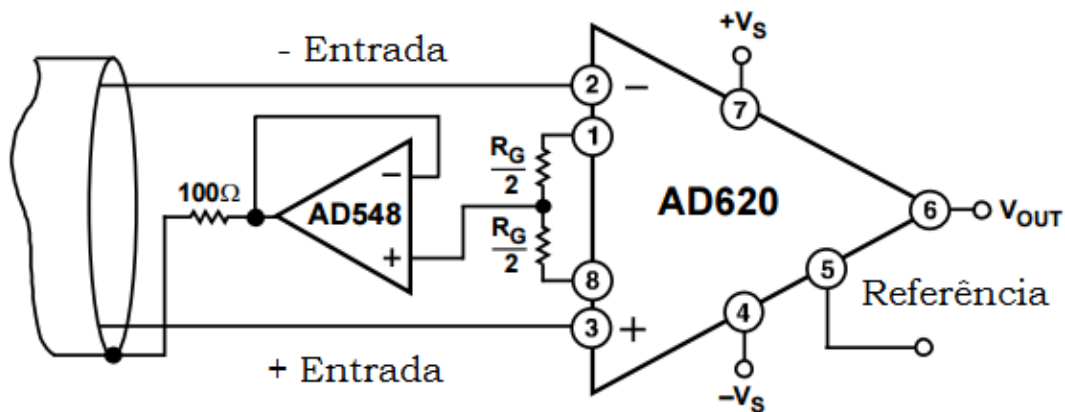 - Entrada
+VS
2
−
7
1
RG
2
100Ω
−
AD548
+
AD620
6
VOUT
RG
2
5
8
Referência
4
3
+
+ Entrada
−VS